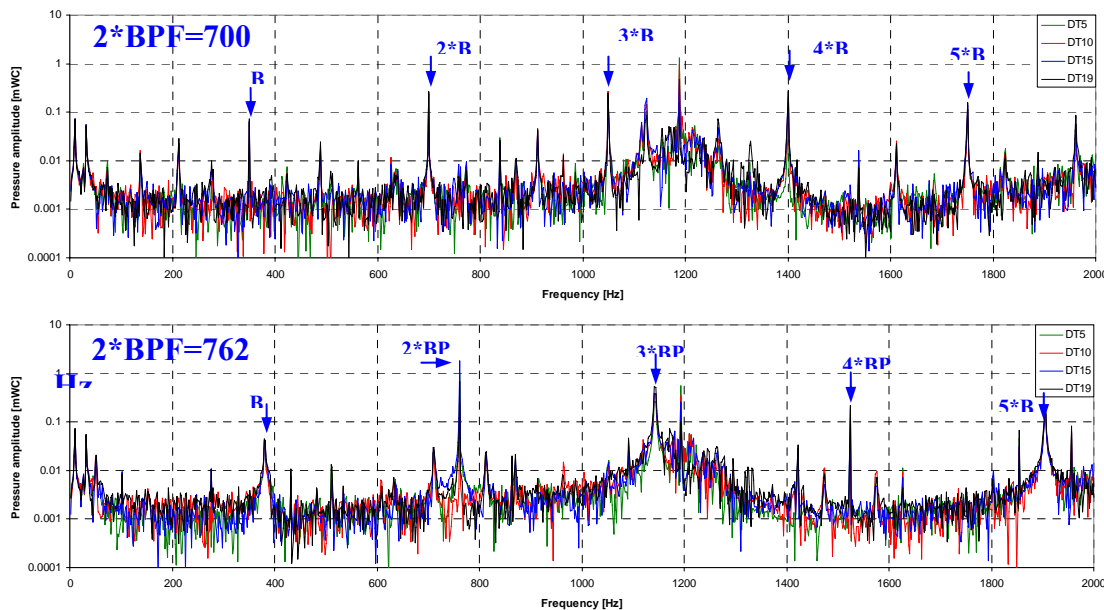 2*BPF=700
B
2*B
3*B
4*B
5*B
DT5
DT10
DT15
DT19
Pressure amplitude [mWC]
10
1
0.1
0.01
0.001
0.0001
0 200 400 600 800 1000 1200 1400 1600 1800 2000
Frequency [Hz]
2*BPF=762
Hz
B
2*BP
3*BP
4*BP
5*B
DT5
DT10
DT15
DT19
Pressure amplitude [mWC]
10
1
0.1
0.01
0.001
0.0001
0 200 400 600 800 1000 1200 1400 1600 1800 2000
Frequency [Hz]